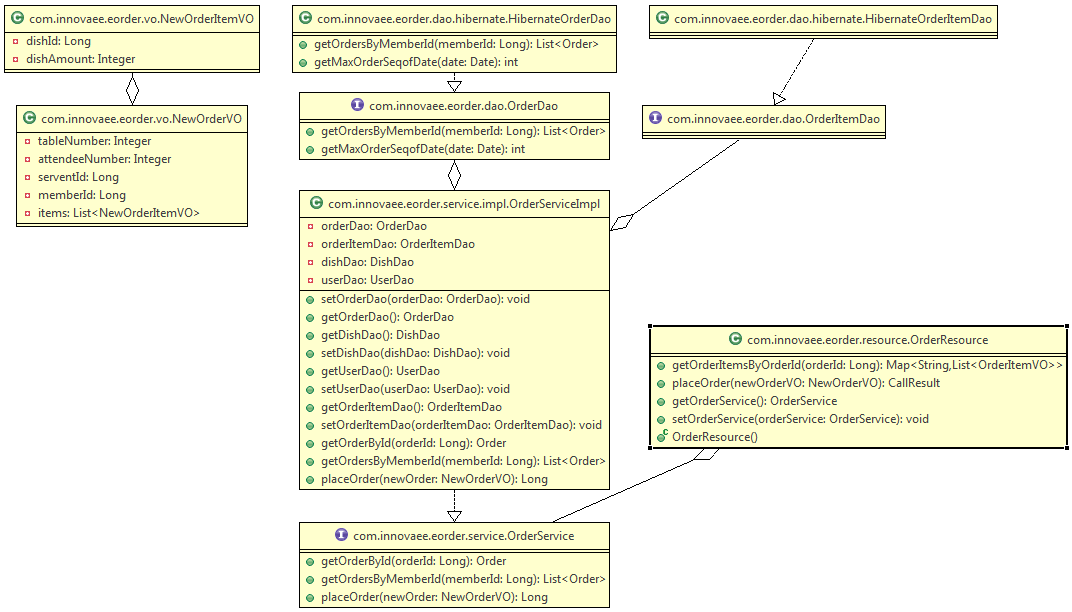 com.innovaee.eorder.vo.NewOrderItemVO
dishId: Long
dishAmount: Integer
com.innovaee.eorder.vo.NewOrderVO
tableNumber: Integer
attendeeNumber: Integer
serventId: Long
memberId: Long
items: List<NewOrderItemVO>
com.innovaee.eorder.dao.hibernate.HibernateOrderDao
getOrdersByMemberId(memberId: Long): List<Order>
getMaxOrderSeqofDate(date: Date): int
com.innovaee.eorder.dao.hibernate.HibernateOrderItemDao
com.innovaee.eorder.dao.OrderDao
getOrdersByMemberId(memberId: Long): List<Order>
getMaxOrderSeqofDate(date: Date): int
com.innovaee.eorder.dao.OrderItemDao
com.innovaee.eorder.service.impl.OrderServiceImpl
orderDao: OrderDao
orderItemDao: OrderItemDao
dishDao: DishDao
userDao: UserDao
setOrderDao(orderDao: OrderDao): void
getOrderDao(): OrderDao
getDishDao(): DishDao
setDishDao(dishDao: DishDao): void
getUserDao(): UserDao
setUserDao(userDao: UserDao): void
getOrderItemDao(): OrderItemDao
setOrderItemDao(orderItemDao: OrderItemDao): void
getOrderById(orderId: Long): Order
getOrdersByMemberId(memberId: Long): List<Order>
placeOrder(newOrder: NewOrderVO): Long
com.innovaee.eorder.resource.OrderResource
getOrderItemsByOrderId(orderId: Long): Map<String,List<OrderItemVO>>
placeOrder(newOrderVO: NewOrderVO): CallResult
getOrderService(): OrderService
setOrderService(orderService: OrderService): void
OrderResource()
com.innovaee.eorder.service.OrderService
getOrderById(orderId: Long): Order
getOrdersByMemberId(memberId: Long): List<Order>
placeOrder(newOrder: NewOrderVO): Long